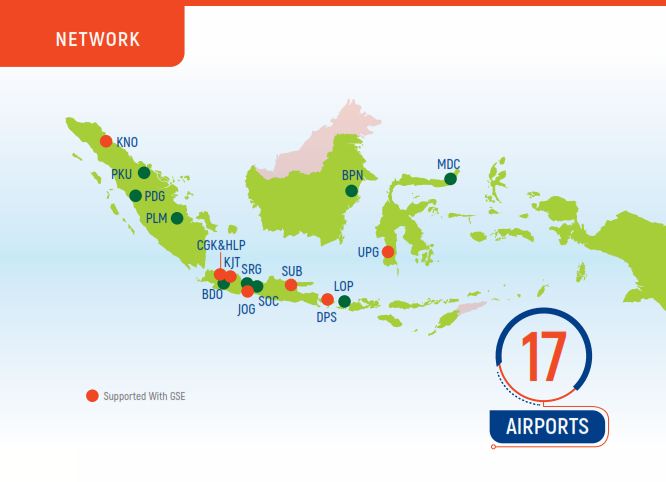 NETWORK
KNO
PKU
PDG
PLM
BPN
MDC
UPG
CGK&HLP
KJT
SRG
SUB
LOP
BDO
SOC
JOG
DPS
Supported With GSE
17
AIRPORTS